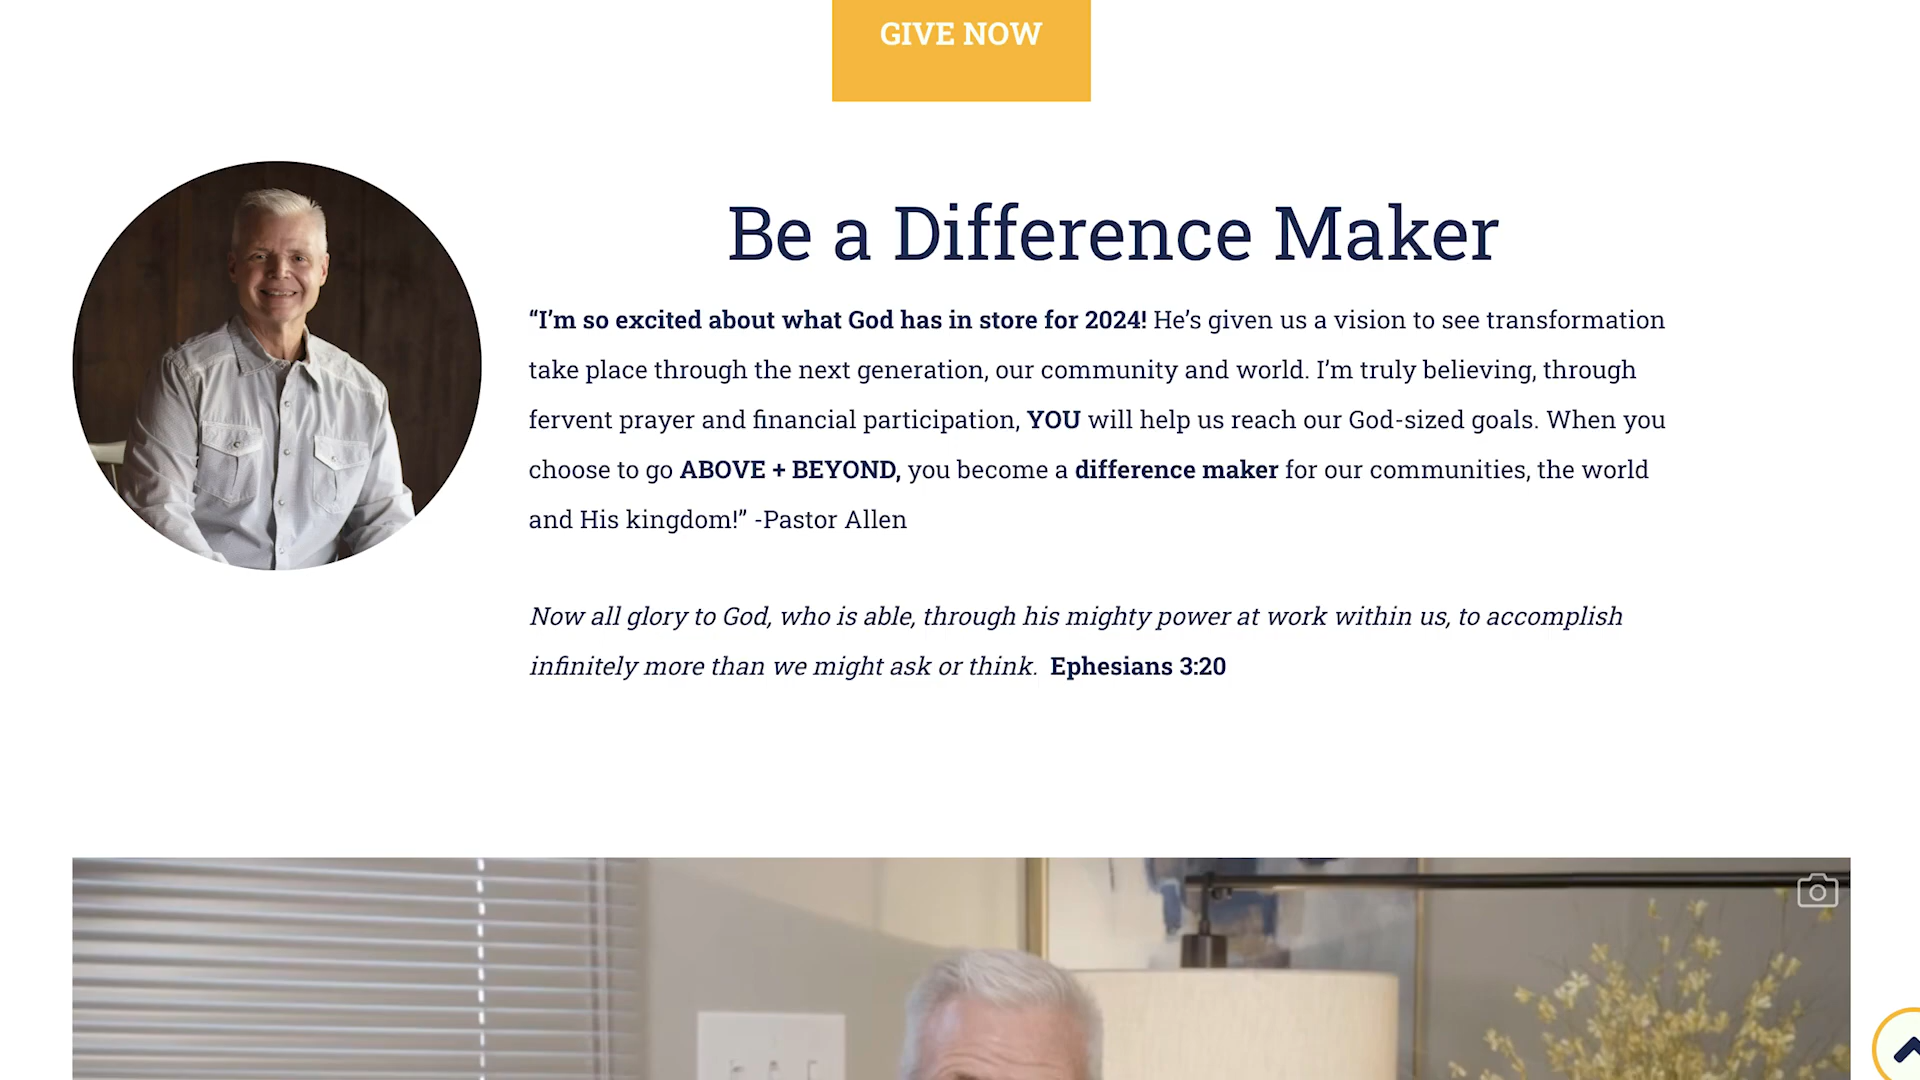 GIVE NOW
Be a Difference Maker
“I’m so excited about what God has in store for 2024! He’s given us a vision to see transformation
take place through the next generation, our community and world. I’m truly believing, through
fervent prayer and financial participation, YOU will help us reach our God-sized goals. When you
choose to go ABOVE + BEYOND, you become a difference maker for our communities, the world
and His kingdom!” -Pastor Allen
Now all glory to God, who is able, through his mighty power at work within us, to accomplish
infinitely more than we might ask or think. Ephesians 3:20